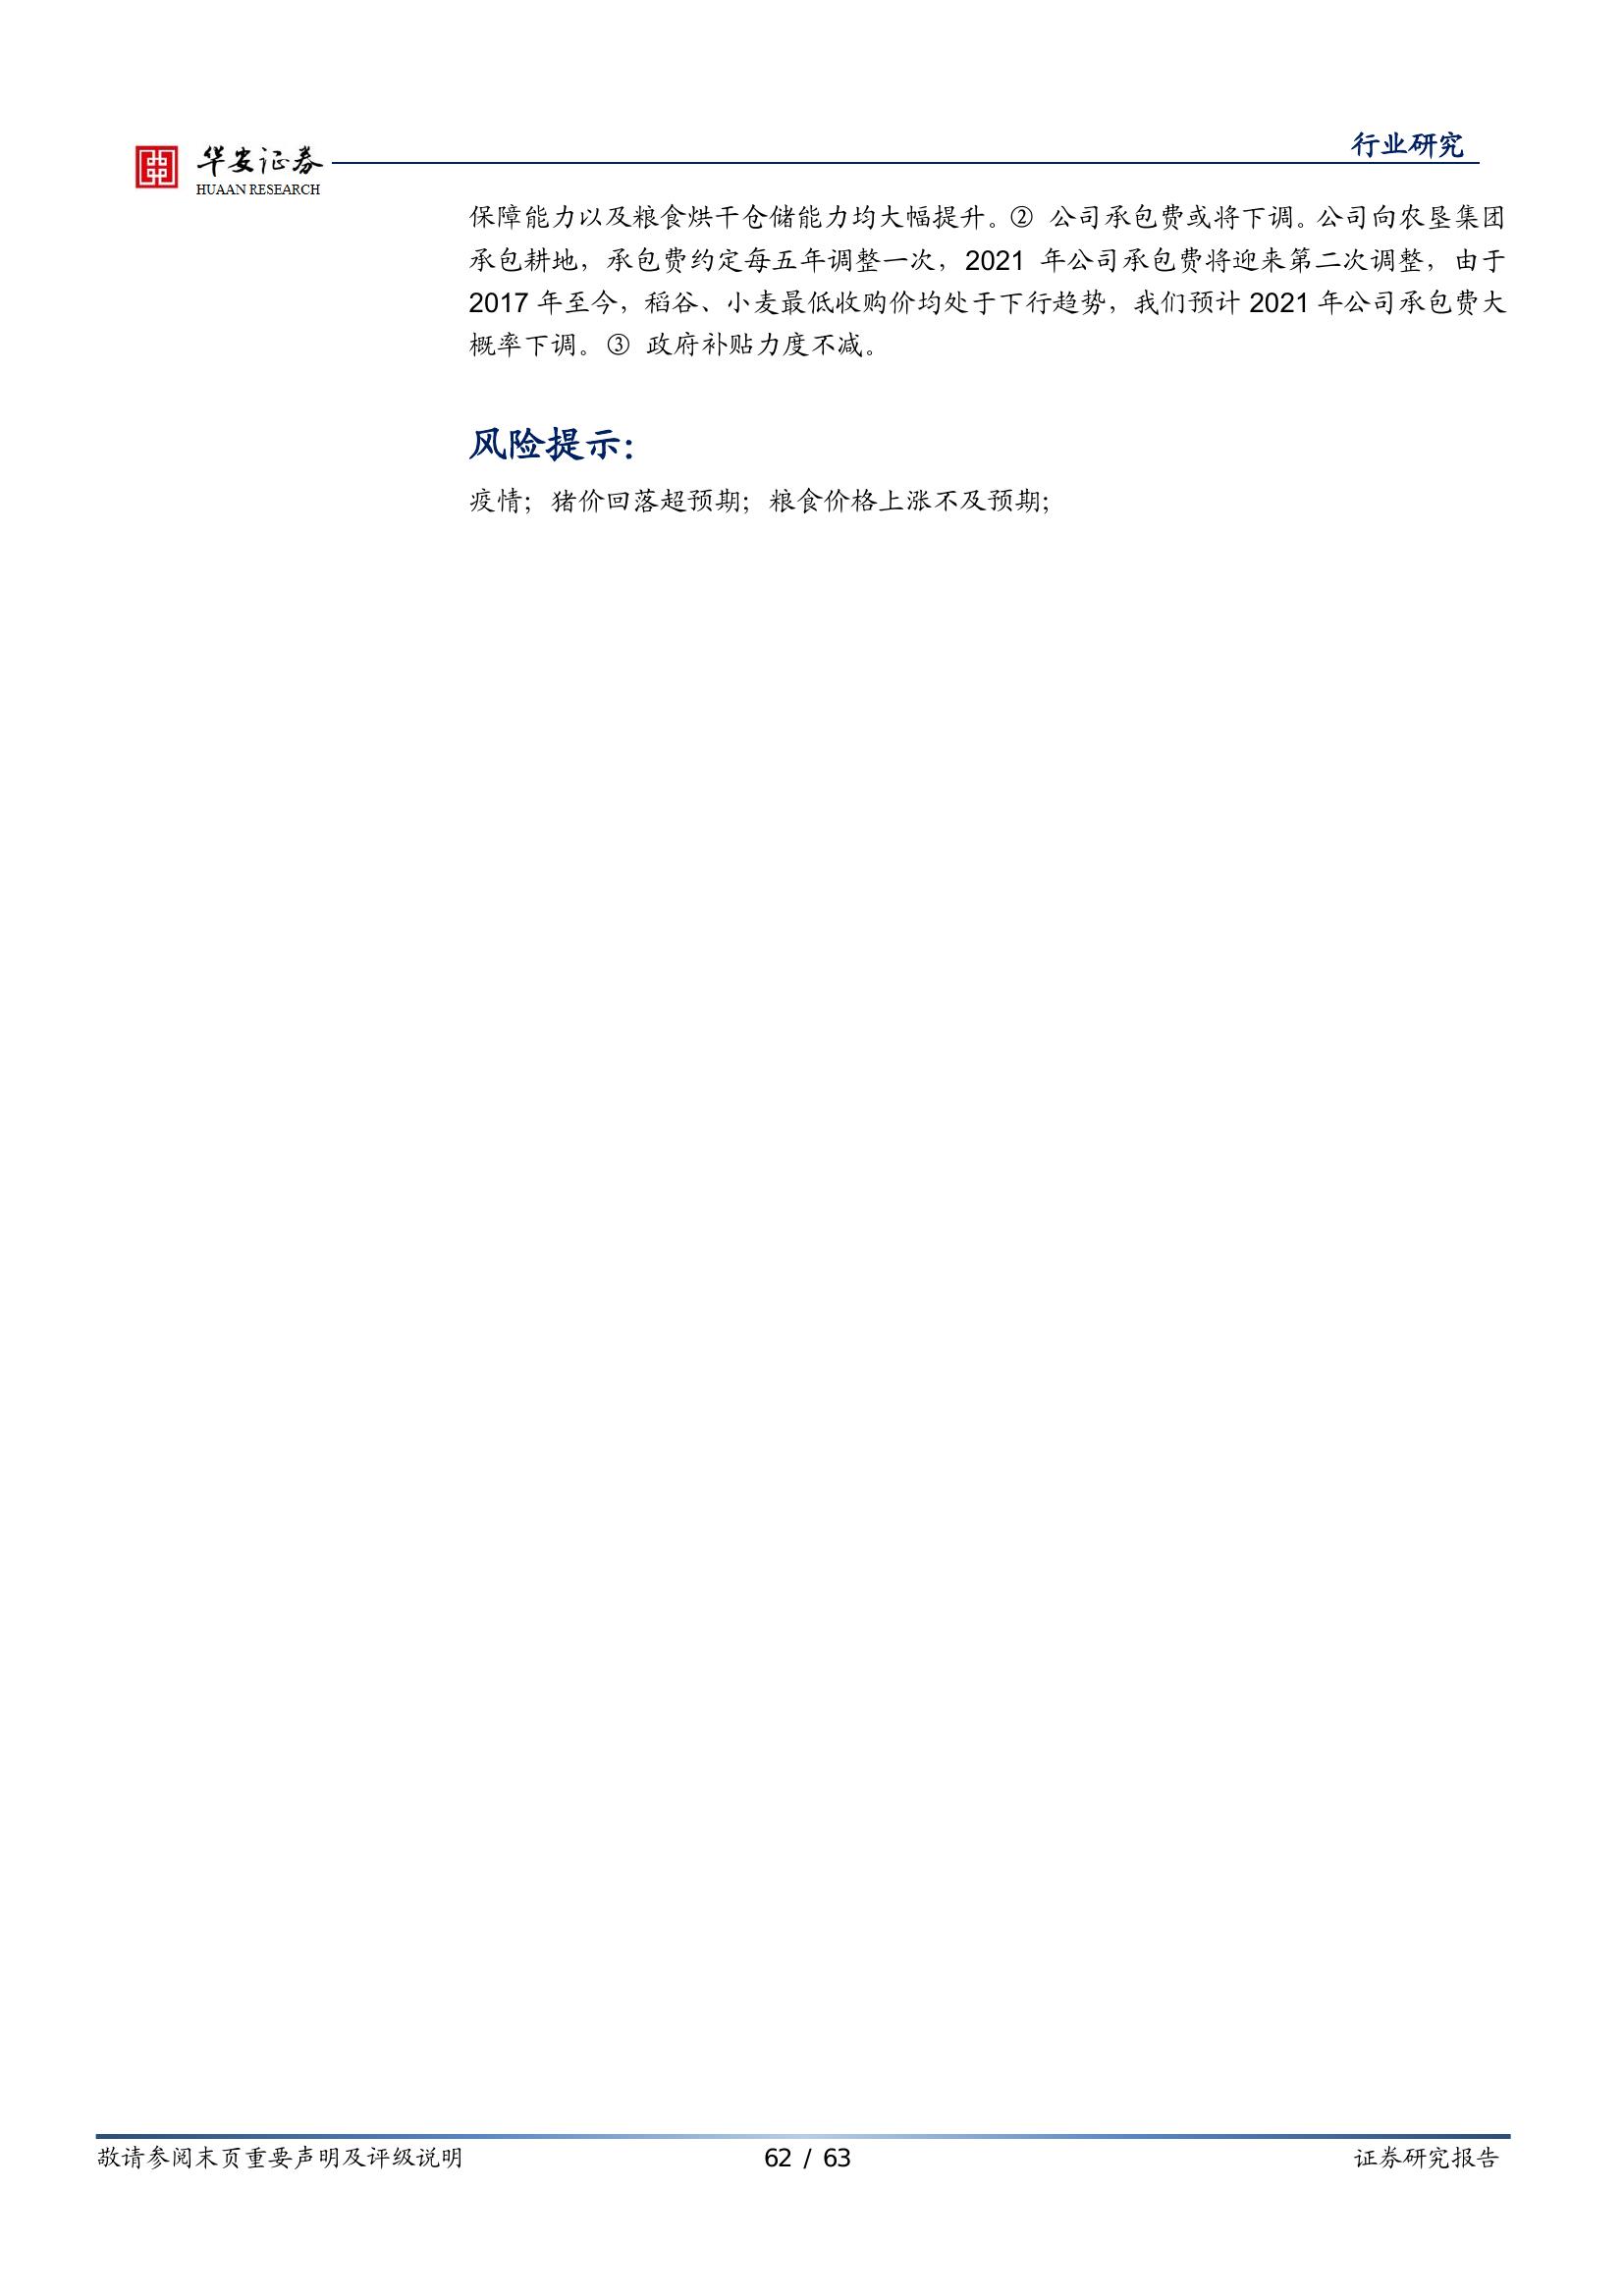 华安证券
HUAAN RESEARCH
行业研究
保障能力以及粮食烘干仓储能力均大幅提升。② 公司承包费或将下调。公司向农垦集团
承包耕地，承包费约定每五年调整一次，2021 年公司承包费将迎来第二次调整，由于
2017 年至今，稻谷、小麦最低收购价均处于下行趋势，我们预计 2021 年公司承包费大
概率下调。③ 政府补贴力度不减。
风险提示：
疫情；猪价回落超预期；粮食价格上涨不及预期；
敬请参阅末页重要声明及评级说明
62 / 63
证券研究报告